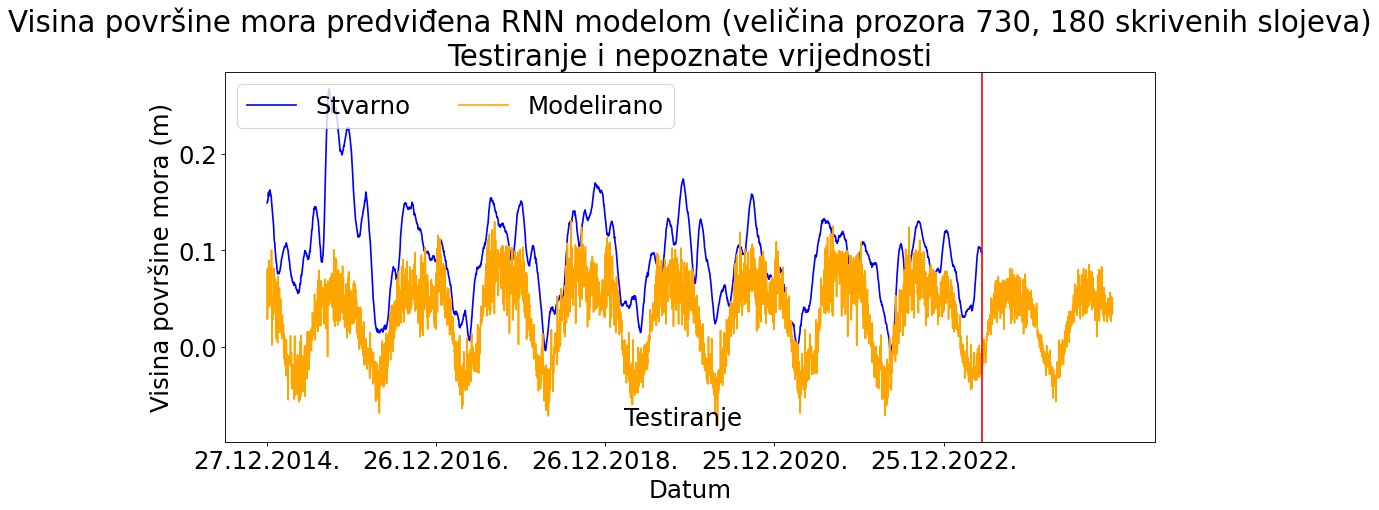 Visina površine mora predviđena RNN modelom (veličina prozora 730, 180 skrivenih slojeva)
Testiranje i nepoznate vrijednosti
Stvarno Modelirano
Visina površine mora (m)
0.2
0.1
0.0
Testiranje
27.12.2014. 26.12.2016. 26.12.2018. 25.12.2020. 25.12.2022.
Datum